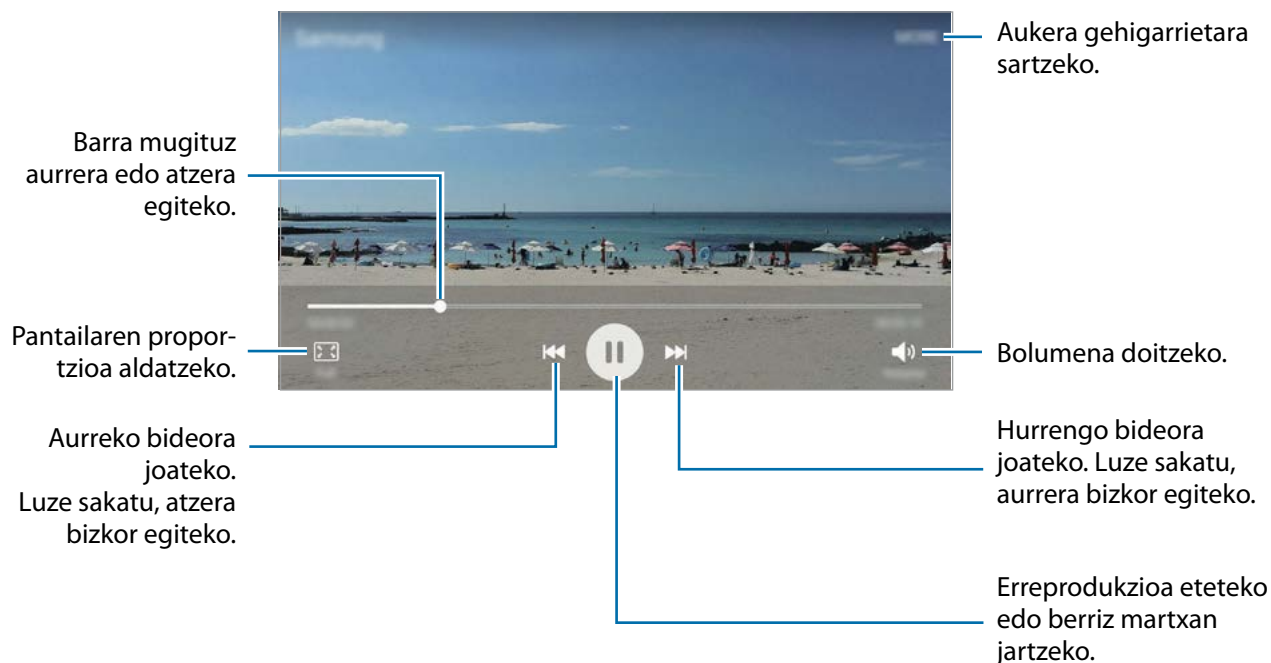 Aukera gehigarrietara
sartzeko.
Barra mugituz
aurrera edo atzera
egiteko.
Pantailaren propor-
tzioa aldatzeko.
Bolumena doitzeko.
Aurreko bideora
joateko.
Luze sakatu, atzera
bizkor egiteko.
Hurrengo bideora
joateko. Luze sakatu,
aurrera bizkor egiteko.
Erreprodukzioa eteteko
edo berriz martxan
jartzeko.